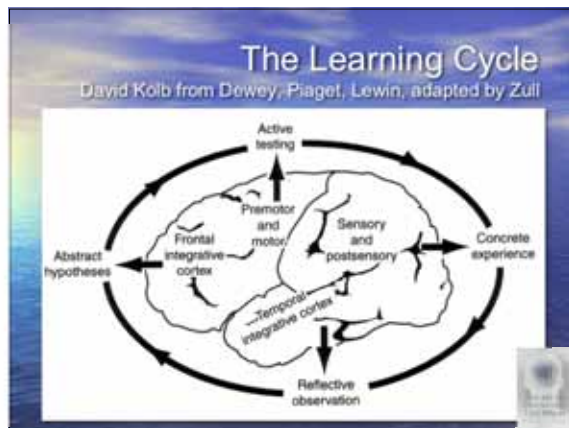 The Learning Cycle
David Kolb from Dewey, Piaget, Lewin, adapted by Zull
Active
testing
Premotor
and
motor
Sensory
and
postsensory
Frontal
integrative
cortex
Abstract
hypotheses
Concrete
experience
Temporal
integrative cortex
Reflective
observation